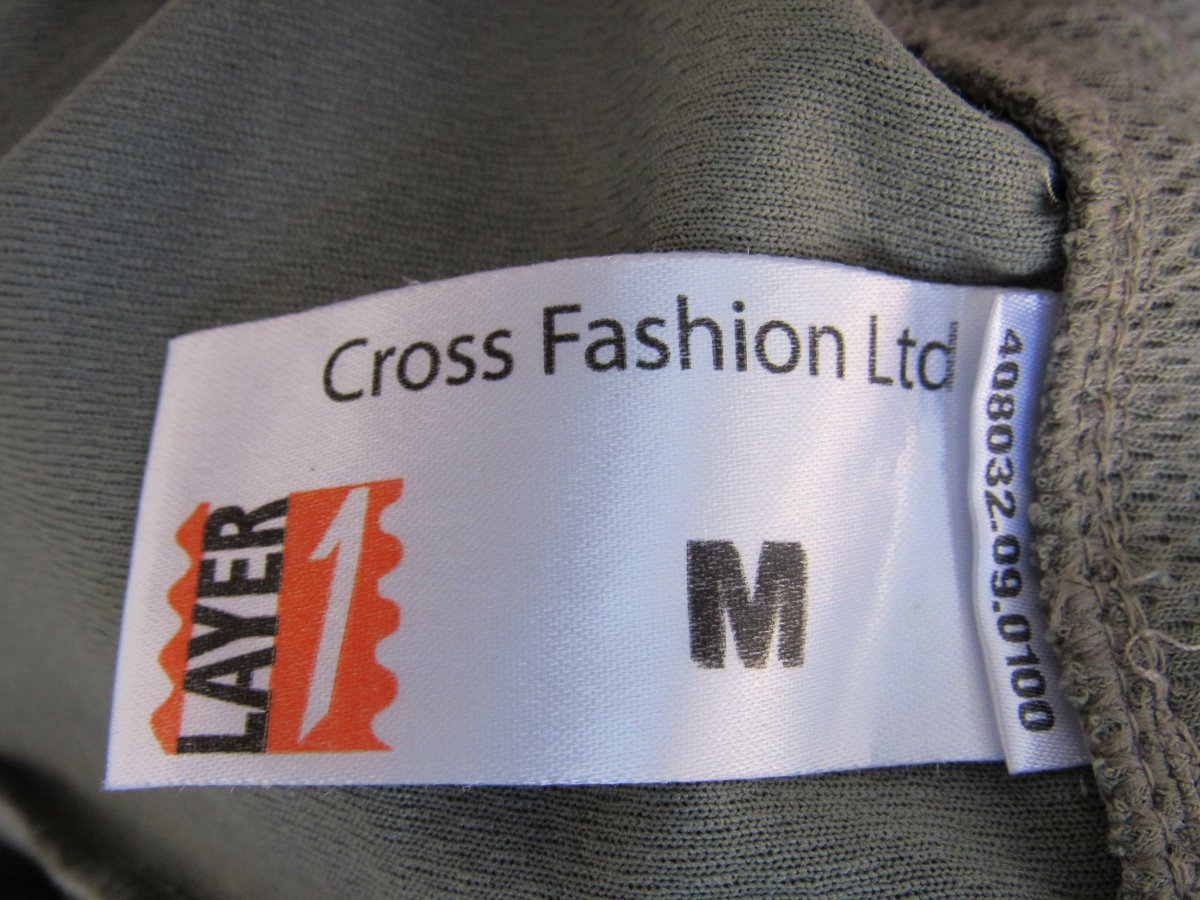 Cross Fashion Ltd
LAYER
1
M
408032.09.0100